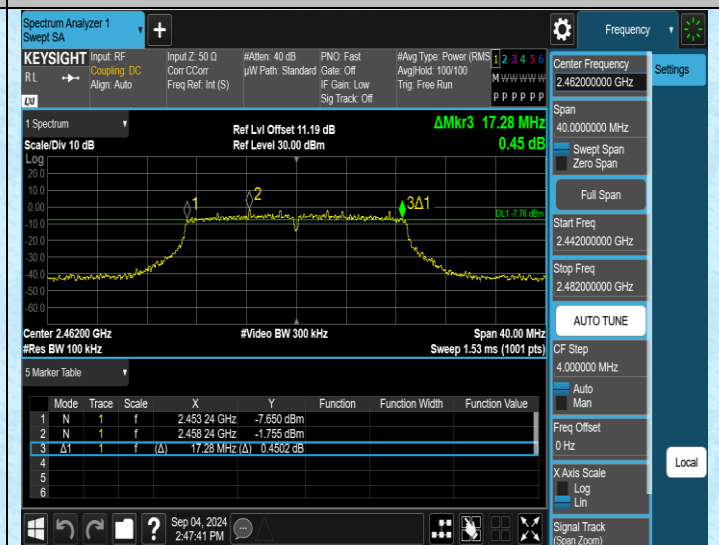 Spectrum Analyzer 1
Swept SA
+
Frequency
KEYSIGHT
Input: RF
Coupling: DC
Align: Auto
Input Z: 50 Ω
Corr CCorr
Freq Ref: Int (S)
#Atten: 40 dB
µW Path: Standard
PNO: Fast
Gate: Off
IF Gain: Low
Sig Track: Off
#Avg Type: Power (RMS
Avg|Hold: 100/100
Trig: Free Run
1 2 3 4 5 6
M W W W W W
P P P P P P
R L
LXI
1 Spectrum
Scale/Div 10 dB
Ref Lvl Offset 11.19 dB
Ref Level 30.00 dBm
ΔMkr3 17.28 MHz
0.45 dB
Log
20.0
10.0
0.00
-10.0
-20.0
-30.0
-40.0
-50.0
-60.0
1
2
3Δ1
DL1 -7.76 dBm
Center 2.46200 GHz
#Res BW 100 kHz
#Video BW 300 kHz
Span 40.00 MHz
Sweep 1.53 ms (1001 pts)
5 Marker Table
Mode Trace Scale X Y Function Function Width Function Value
1 N 1 f 2.453 24 GHz -7.650 dBm
2 N 1 f 2.458 24 GHz -1.755 dBm
3 Δ1 1 f (Δ) 17.28 MHz (Δ) 0.4502 dB
4
5
6
Sep 04, 2024
2:47:41 PM
?
Center Frequency
2.462000000 GHz
Settings
Span
40.0000000 MHz
Swept Span
Zero Span
Full Span
Start Freq
2.442000000 GHz
Stop Freq
2.482000000 GHz
AUTO TUNE
CF Step
4.000000 MHz
Auto
Man
Freq Offset
0 Hz
X Axis Scale
Log
Lin
Signal Track
(Span Zoom)
Local